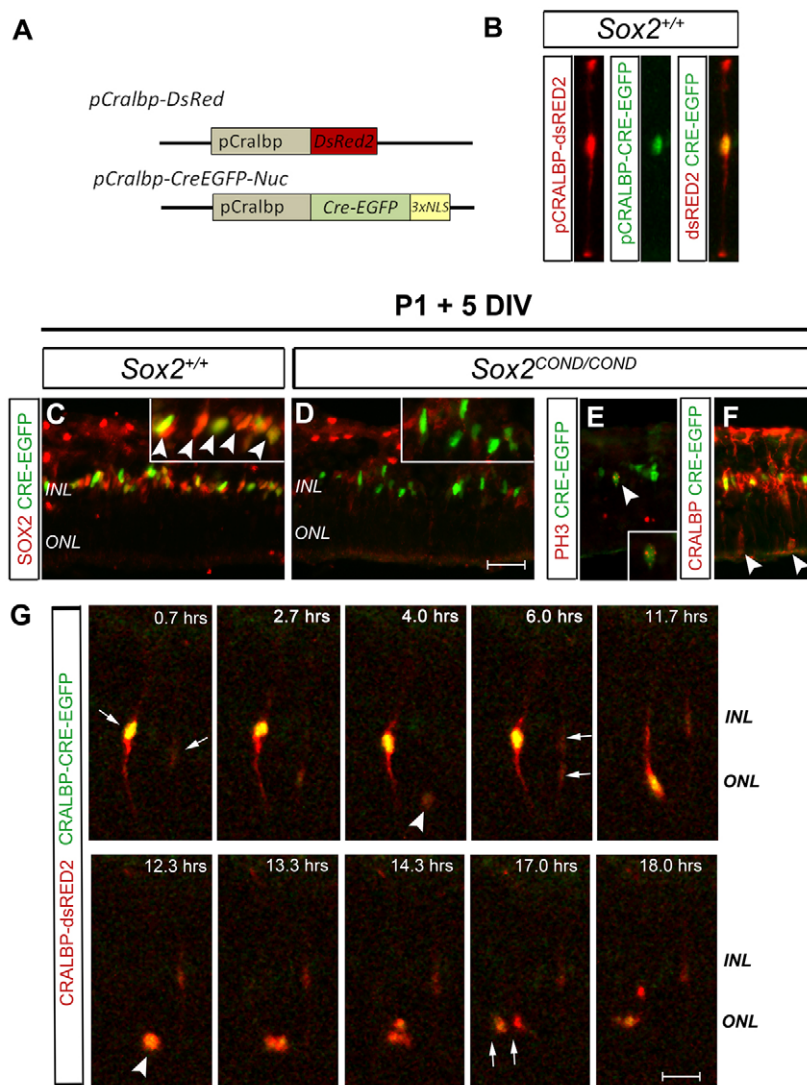 A
pCralbp-DsRed
pCralbp DsRed2
pCralbp-CreEGFP-Nuc
pCralbp Cre-EGFP 3xNLS
B
Sox2+/+
pCRALBP-dsRED2
pCRALBP-CRE-EGFP
dsRED2 CRE-EGFP
P1 + 5 DIV
Sox2+/+
Sox2COND/COND
SOX2 CRE-EGFP
C
INL
ONL
D
INL
ONL
PH3 CRE-EGFP
E
CRALBP CRE-EGFP
F
G
CRALBP-dsRED2 CRALBP-CRE-EGFP
0.7 hrs
2.7 hrs
4.0 hrs
6.0 hrs
11.7 hrs
INL
ONL
12.3 hrs
13.3 hrs
14.3 hrs
17.0 hrs
18.0 hrs
INL
ONL